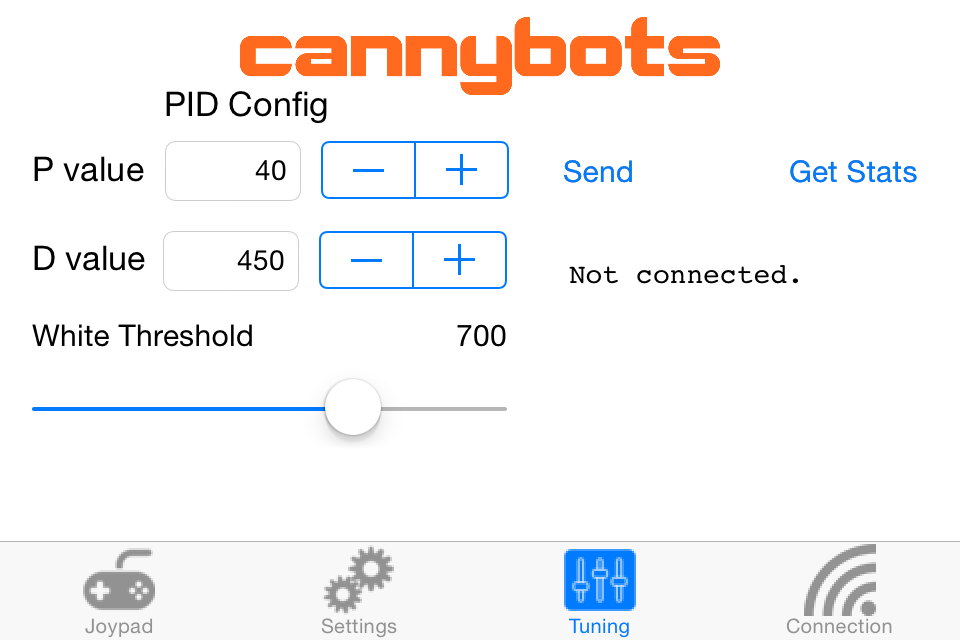 cannybots
PID Config
P value 40 Send Get Stats
D value 450
Not connected.
White Threshold 700
Joypad Settings Tuning Connection